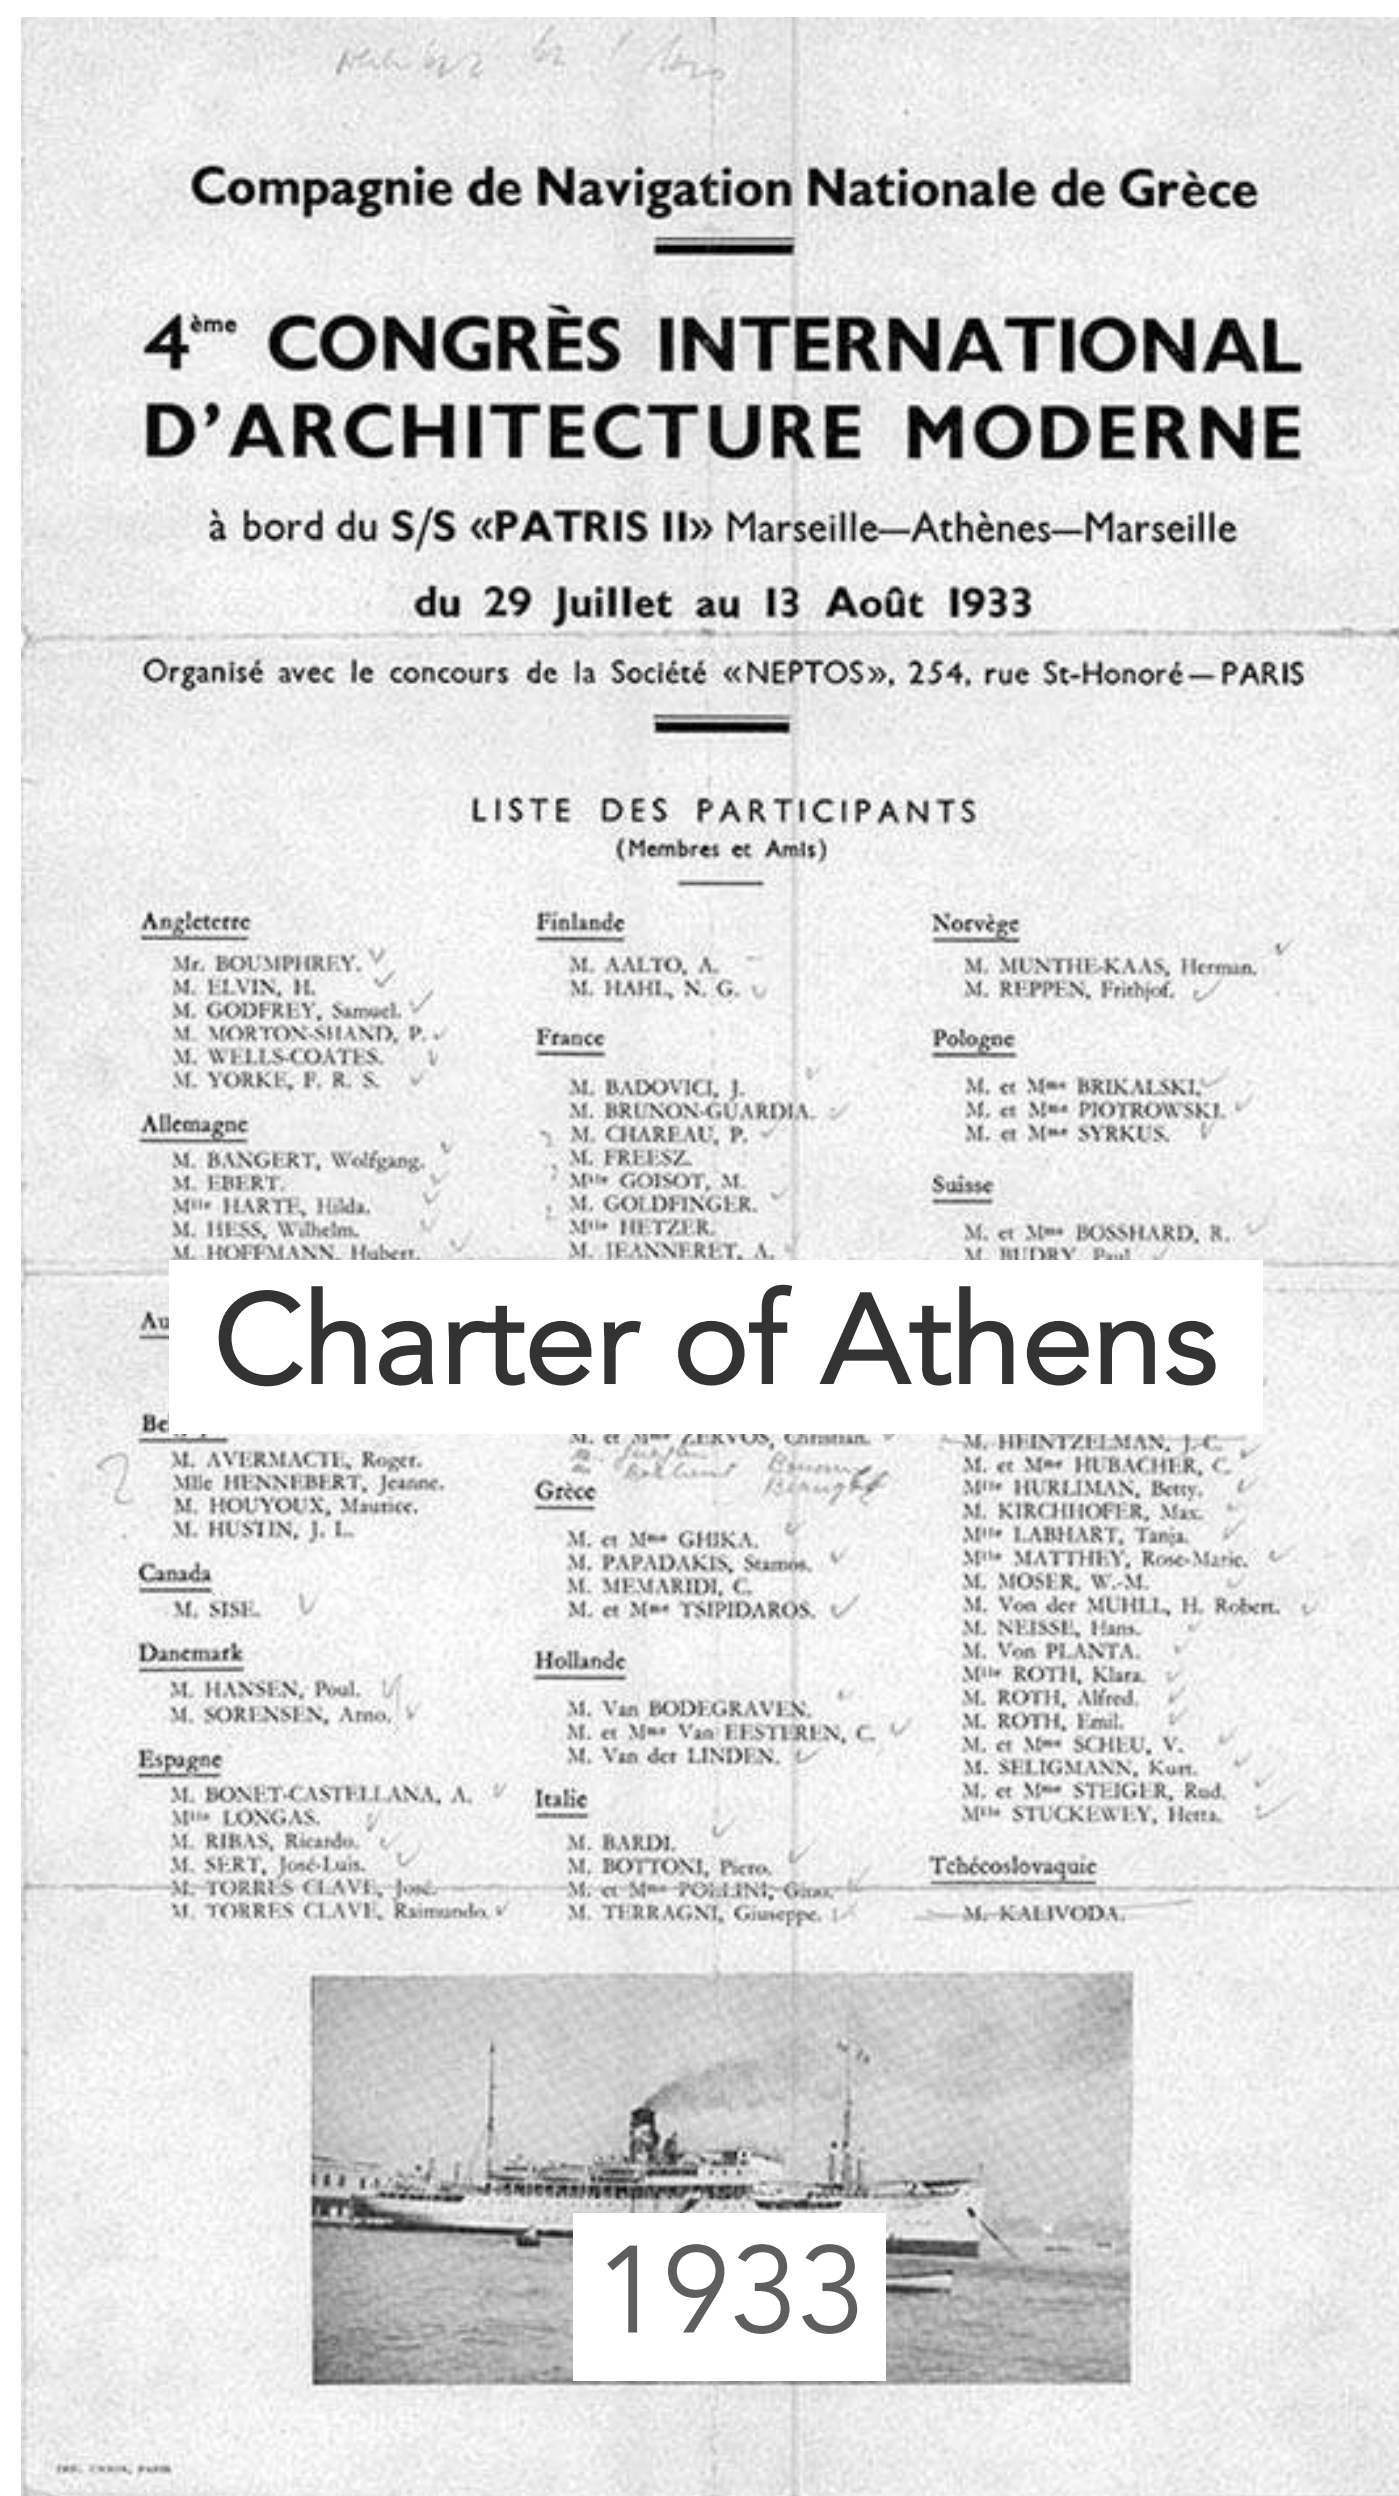 Compagnie de Navigation Nationale de Grèce
4ème CONGRÈS INTERNATIONAL
D'ARCHITECTURE MODERNE
à bord du S/S «PATRIS II» Marseille—Athènes—Marseille
du 29 Juillet au 13 Août 1933
Organisé avec le concours de la Société «NEPTOS», 254, rue St-Honoré—PARIS
LISTE DES PARTICIPANTS
(Membres et Amis)
Angleterre
Mr. BOUMPHREY.
M. ELVIN, H.
M. GODFREY, Samuel.
M. MORTON-SHAND, P.
M. WELLS-COATES.
M. YORKE, F. R. S.
Allemagne
M. BANGERT, Wolfgang.
M. EBERT.
Mlle HARTE, Hilda.
M. HESS, Wilhelm.
M. HOFFMANN, Hubert.
Au
Be
M. AVERMACTE, Roger.
Mlle HENNEBERT, Jeanne.
M. HOUYOUX, Maurice.
M. HUSTIN, J. L.
Canada
M. SISE.
Danemark
M. HANSEN, Poul.
M. SORENSEN, Arno.
Espagne
M. BONET-CASTELLANA, A.
Mlle LONGAS.
M. RIBAS, Ricardo.
M. SERT, José-Luis.
M. TORRES CLAVE, José.
M. TORRES CLAVE, Raimundo.
Finlande
M. AALTO, A.
M. HAHL, N. G.
France
M. BADOVICI, J.
M. BRUNON-GUARDIA.
M. CHAREAU, P.
M. FREESZ.
Mlle GOISOT, M.
M. GOLDFINGER.
Mlle HETZER.
M. JEANNERET, A.
M. et Mme ZERVOS, Christian.
Grèce
M. et Mme GHIKA.
M. PAPADAKIS, Stamos.
M. MEMARIDI, C.
M. et Mme TSIPIDAROS.
Hollande
M. Van BODEGRAVEN.
M. et Mme Van EESTEREN, C.
M. Van der LINDEN.
Italie
M. BARDI.
M. BOTTONI, Piero.
M. et Mme POLLINI, Gino.
M. TERRAGNI, Giuseppe.
Norvège
M. MUNTHE-KAAS, Herman.
M. REPPEN, Frithjof.
Pologne
M. et Mme BRIKALSKI.
M. et Mme PIOTROWSKI.
M. et Mme SYRKUS.
Suisse
M. et Mme BOSSHARD, R.
M. BUDRY, Paul
M. HEINTZELMAN, J.-C.
M. et Mme HUBACHER, C.
Mlle HURLIMAN, Betty.
M. KIRCHHOFER, Max.
Mlle LABHART, Tanja.
Mlle MATTHEY, Rose-Marie.
M. MOSER, W.-M.
M. Von der MUHLL, H. Robert.
M. NEISSE, Hans.
M. Von PLANTA.
Mlle ROTH, Klara.
M. ROTH, Alfred.
M. ROTH, Emil.
M. et Mme SCHEU, V.
M. SELIGMANN, Kurt.
M. et Mme STEIGER, Rud.
Mlle STUCKEWEY, Hetta.
Tchécoslovaquie
M. KALIVODA.
Charter of Athens
1933